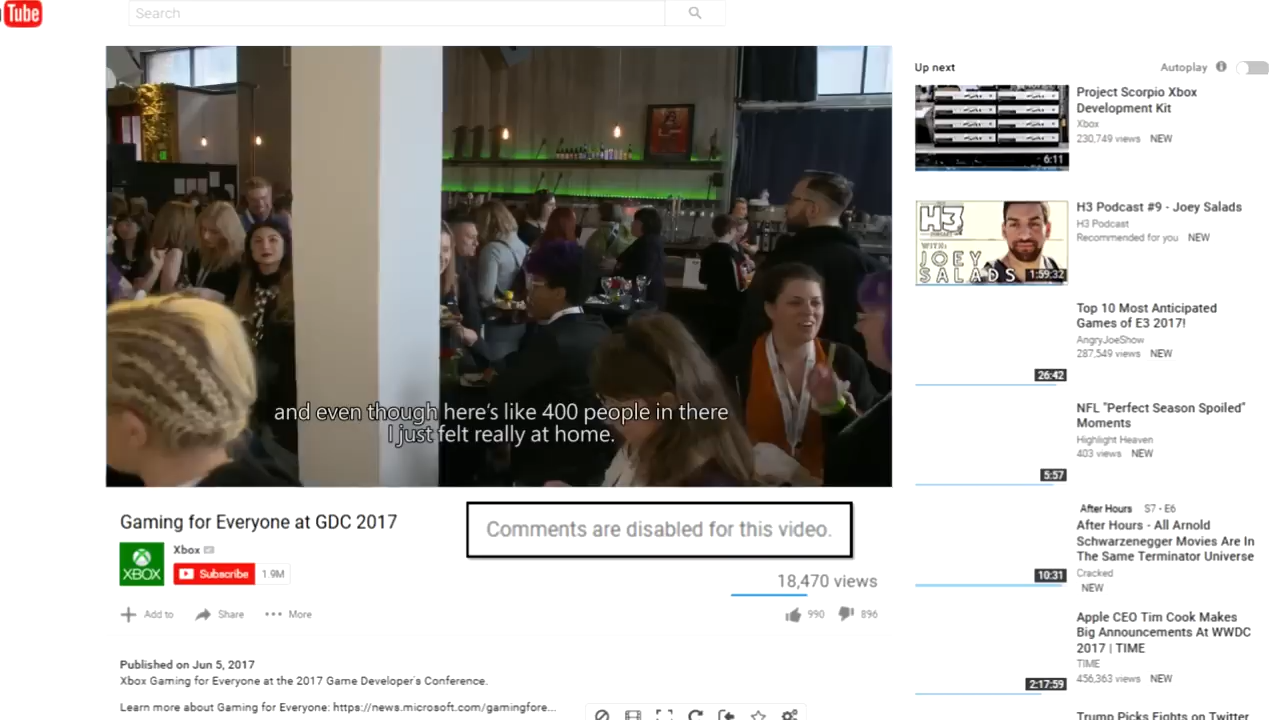 Tube
Search
and even though here's like 400 people in there
I just felt really at home.
Gaming for Everyone at GDC 2017
Comments are disabled for this video.
XBOX
Xbox
Subscribe 1.9M
18,470 views
Add to Share More
990 896
Published on Jun 5, 2017
Xbox Gaming for Everyone at the 2017 Game Developer's Conference.
Learn more about Gaming for Everyone: https://news.microsoft.com/gamingfore...
Up next Autoplay
6:11
Project Scorpio Xbox
Development Kit
Xbox
230,749 views NEW
H3
PODCAST
WITH:
JOEY
SALADS
1:59:32
H3 Podcast #9 - Joey Salads
H3 Podcast
Recommended for you NEW
Top 10 Most Anticipated
Games of E3 2017!
AngryJoeShow
287,549 views NEW
26:42
NFL "Perfect Season Spoiled"
Moments
Highlight Heaven
403 views NEW
5:57
After Hours S7 • E6
After Hours - All Arnold
Schwarzenegger Movies Are In
The Same Terminator Universe
Cracked
NEW
10:31
Apple CEO Tim Cook Makes
Big Announcements At WWDC
2017 | TIME
TIME
456,363 views NEW
2:17:59
Trump Picks Fights on Twitter